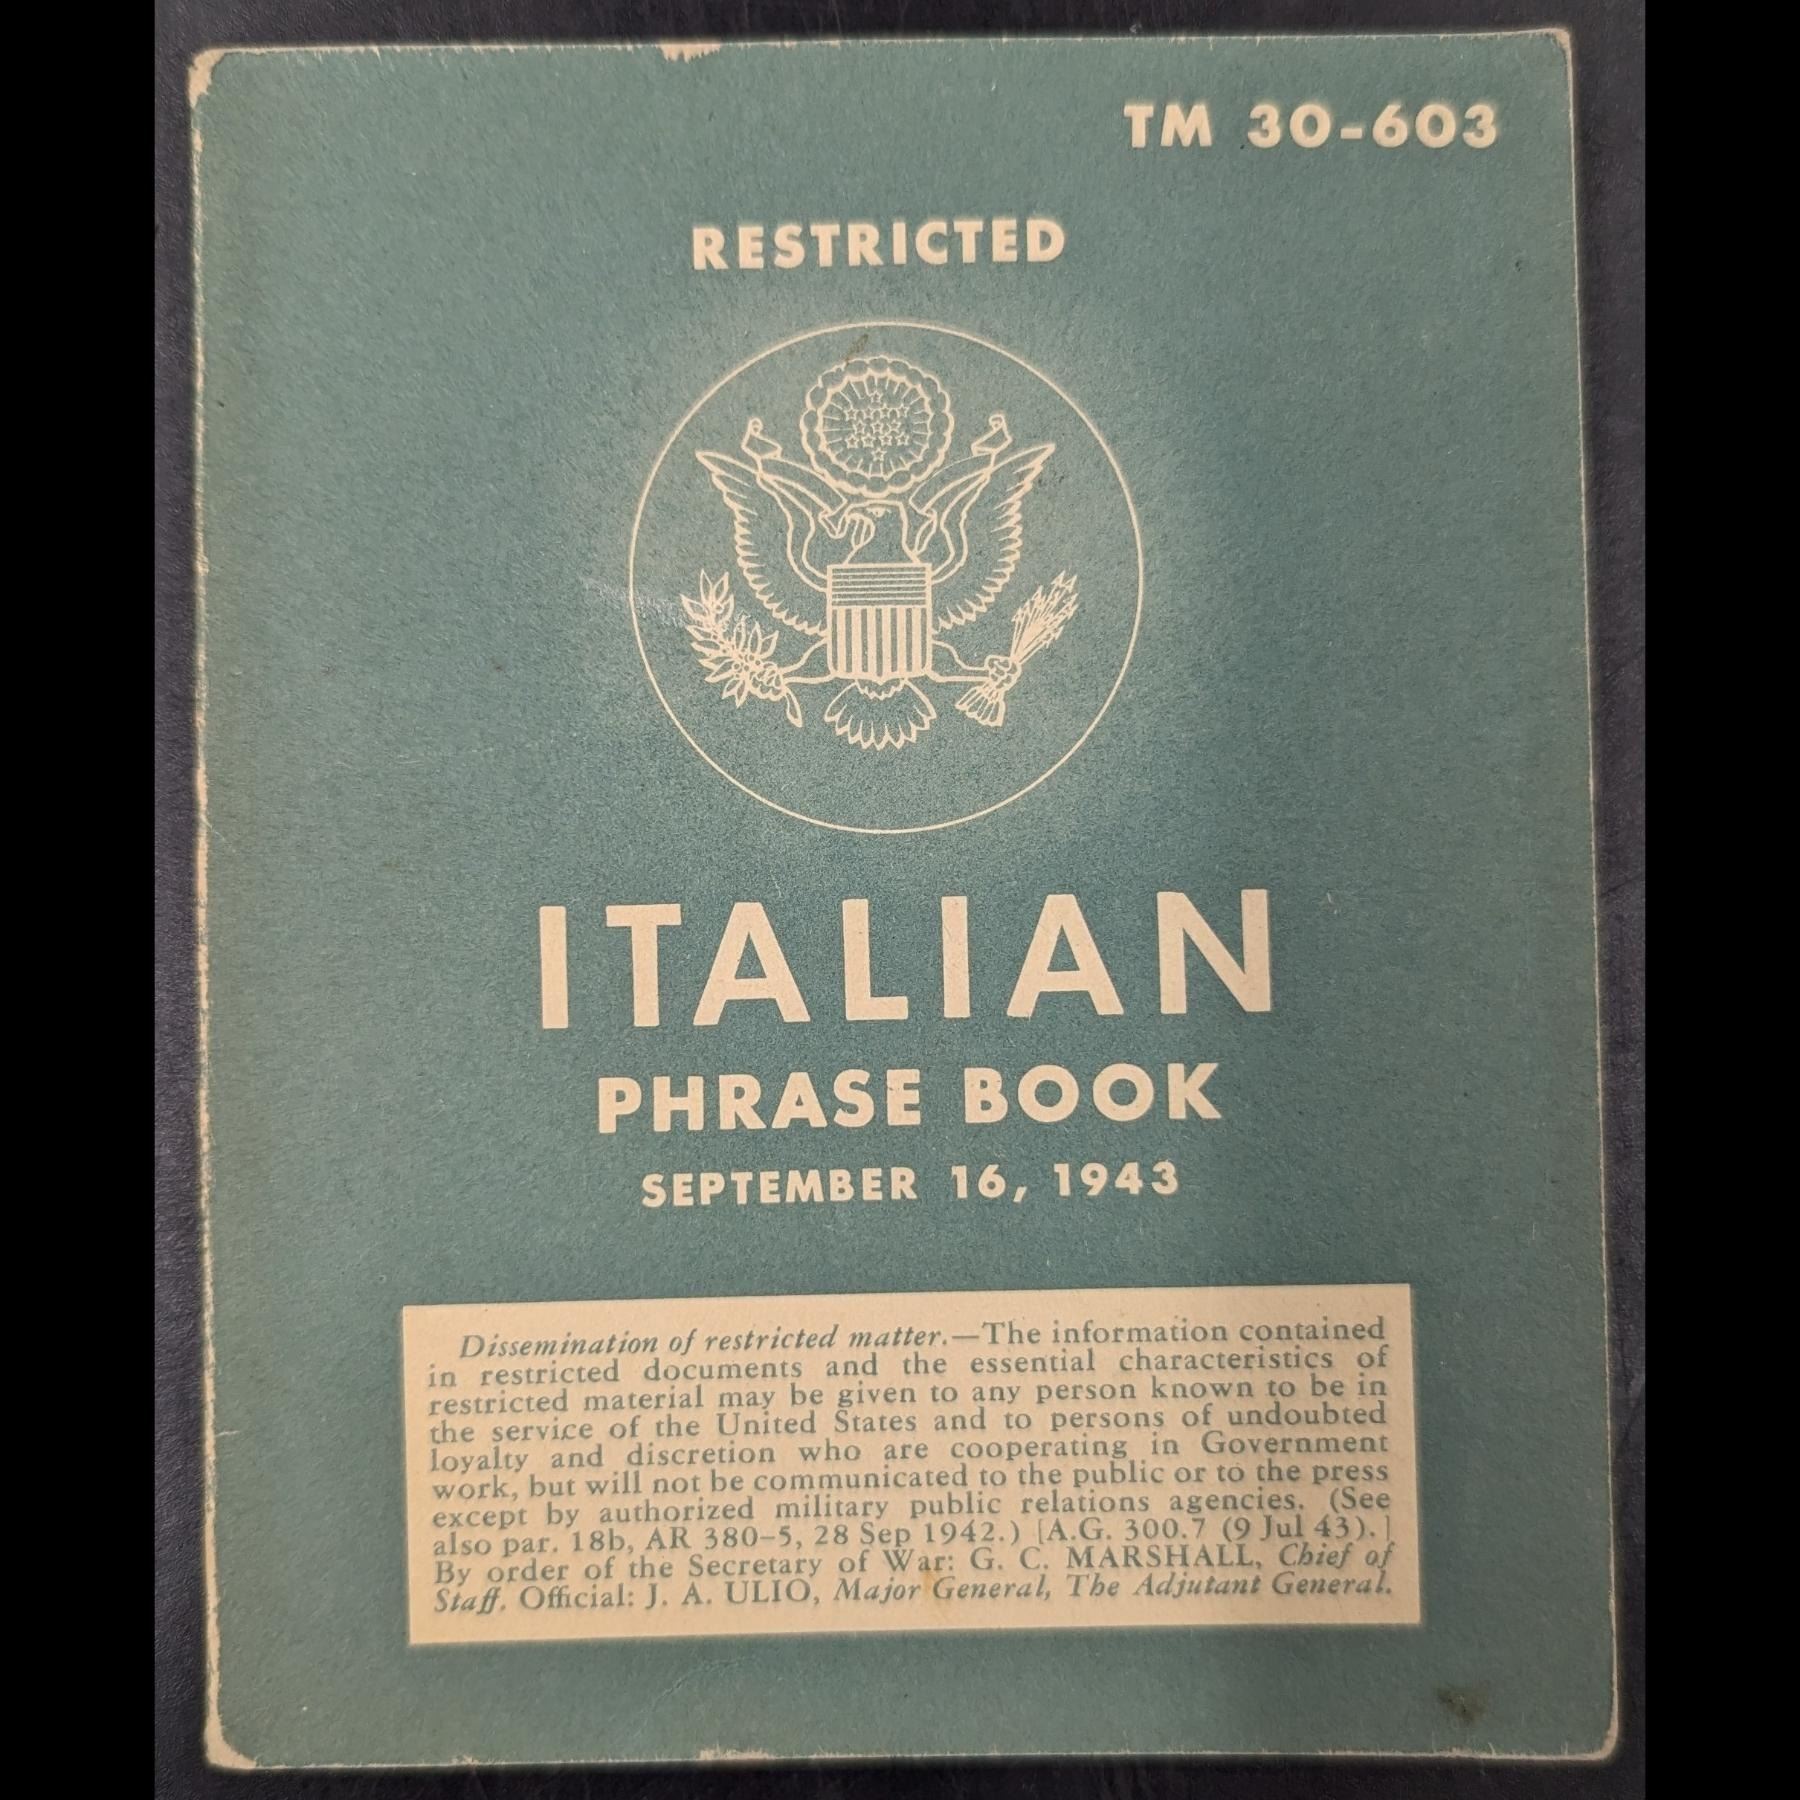 TM 30-603
RESTRICTED
ITALIAN
PHRASE BOOK
SEPTEMBER 16, 1943
Dissemination of restricted matter.—The information contained
in restricted documents and the essential characteristics of
restricted material may be given to any person known to be in
the service of the United States and to persons of undoubted
loyalty and discretion who are cooperating in Government
work, but will not be communicated to the public or to the press
except by authorized military public relations agencies. (See
also par. 18b, AR 380-5, 28 Sep 1942.) [A.G. 300.7 (9 Jul 43).]
By order of the Secretary of War: G. C. MARSHALL, Chief of
Staff. Official: J. A. ULIO, Major General, The Adjutant General.